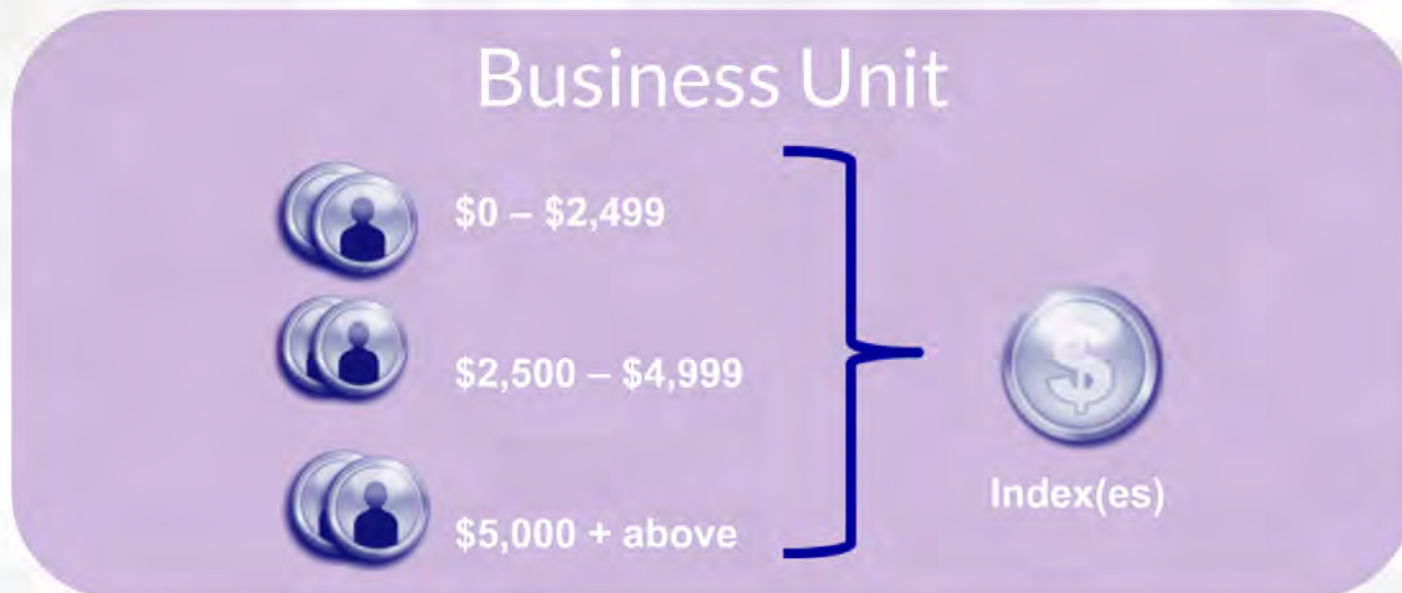 Business Unit
$0 – $2,499
$2,500 – $4,999
$5,000 + above
$
Index(es)